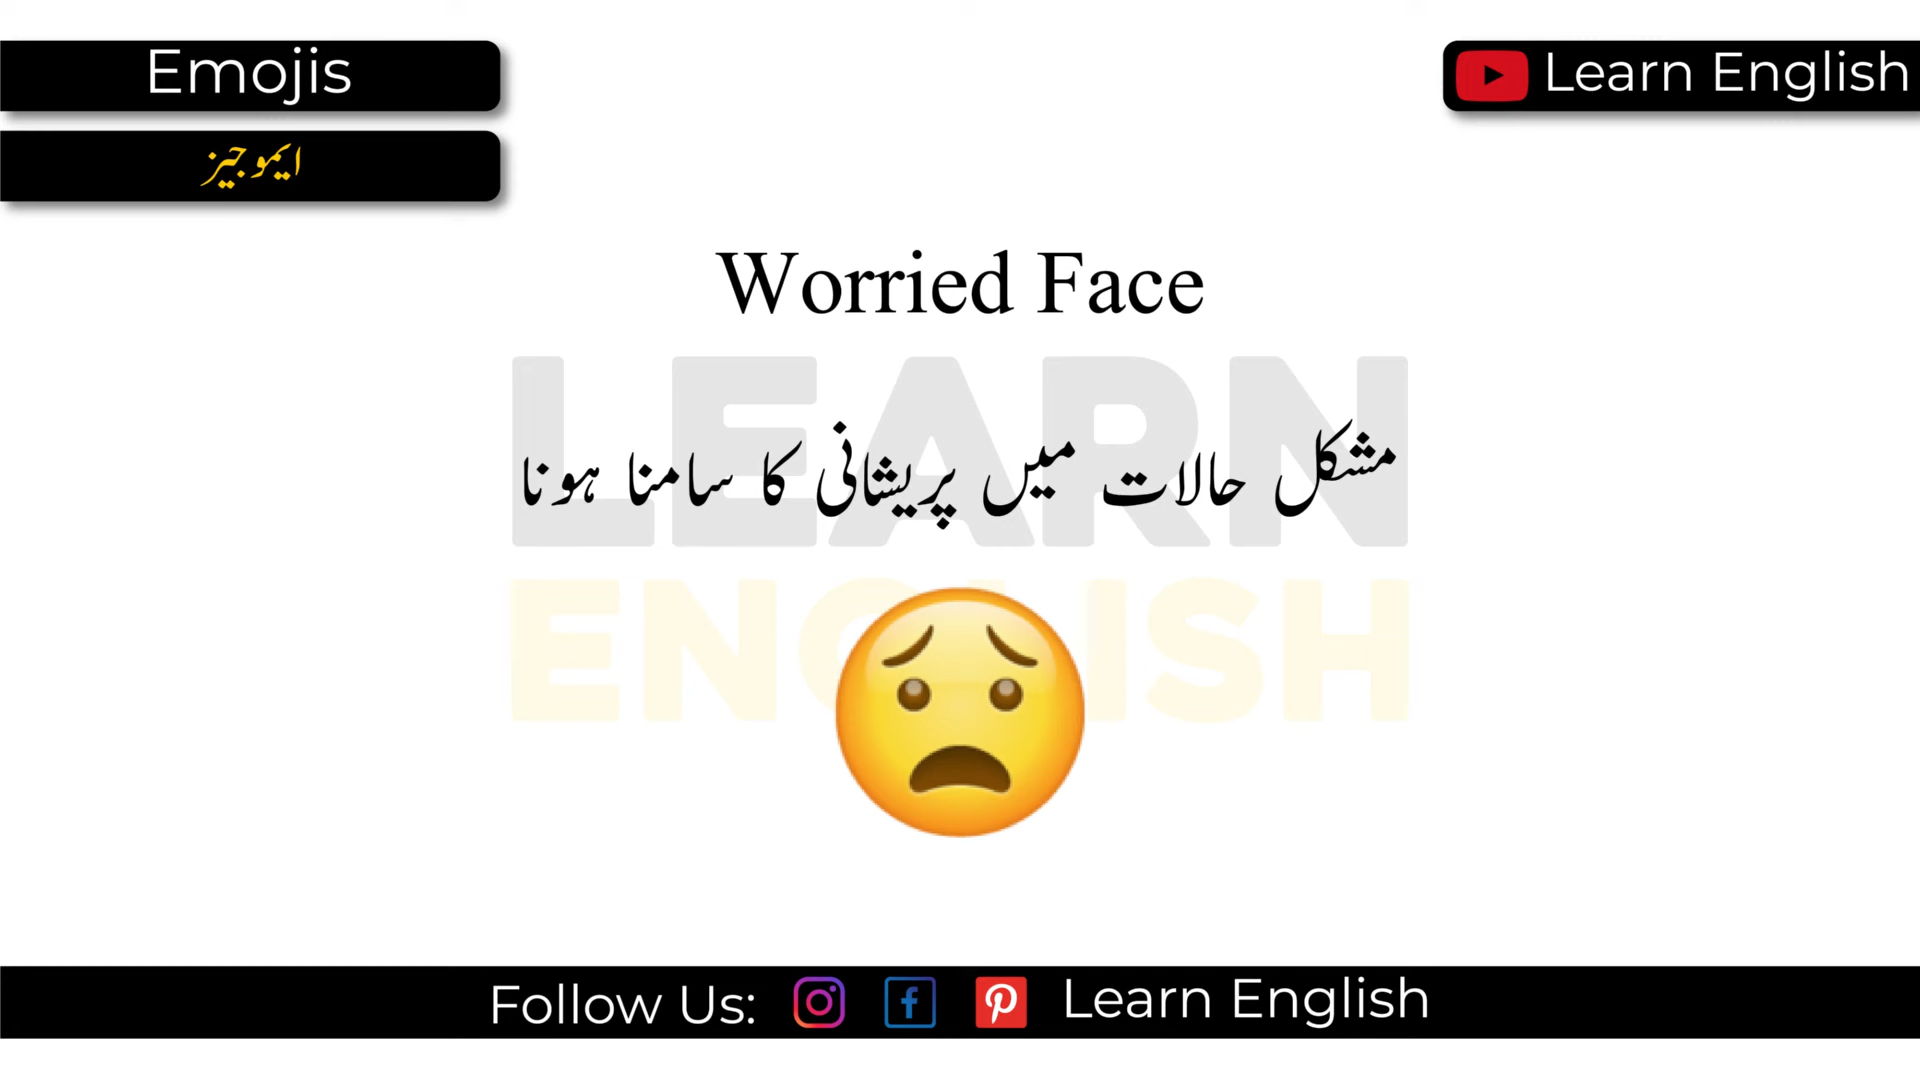 Emojis
Learn English
ایموجیز
Worried Face
LEARN
مشکل حالات میں پریشانی کا سامنا ہونا
ENGLISH
Follow Us: Learn English